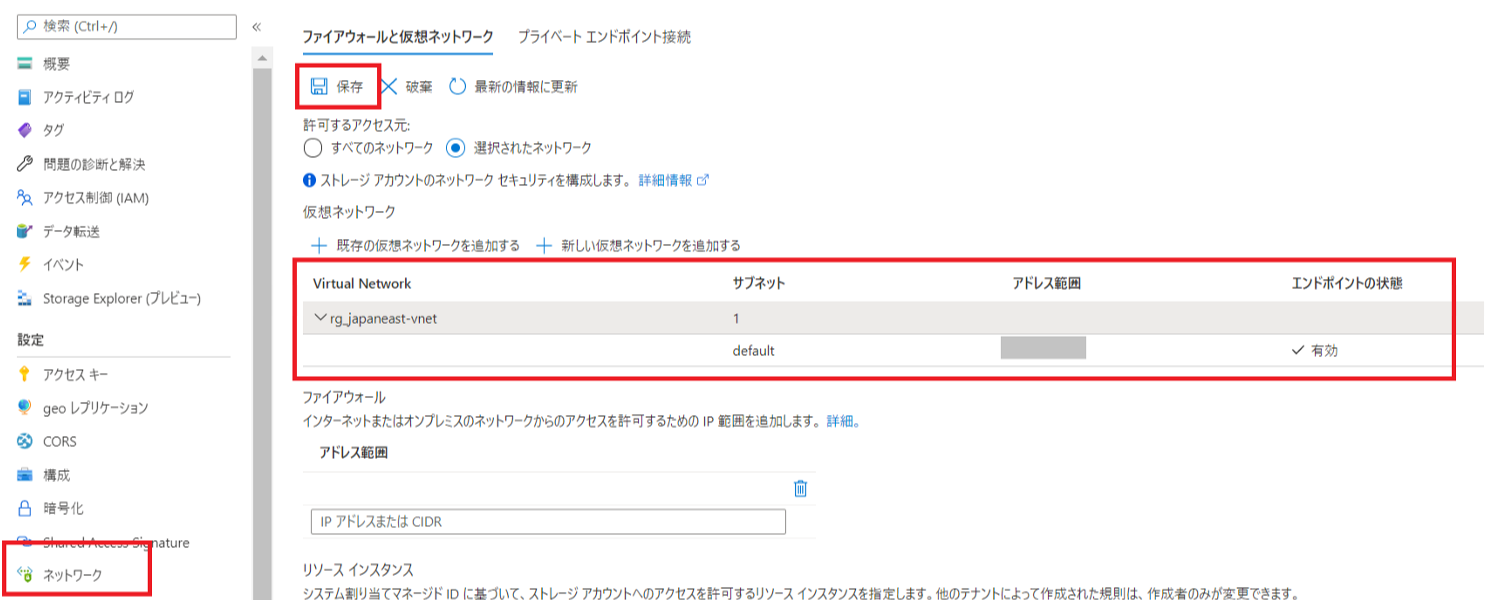 検索 (Ctrl+/)
«
概要
アクティビティ ログ
タグ
問題の診断と解決
アクセス制御 (IAM)
データ転送
イベント
Storage Explorer (プレビュー)
設定
アクセス キー
geo レプリケーション
CORS
構成
暗号化
Shared Access Signature
ネットワーク
ファイアウォールと仮想ネットワーク プライベート エンドポイント接続
保存 破棄 最新の情報に更新
許可するアクセス元:
すべてのネットワーク 選択されたネットワーク
ストレージ アカウントのネットワーク セキュリティを構成します。 詳細情報
仮想ネットワーク
+ 既存の仮想ネットワークを追加する + 新しい仮想ネットワークを追加する
Virtual Network サブネット アドレス範囲 エンドポイントの状態
rg_japaneast-vnet 1
default 有効
ファイアウォール
インターネットまたはオンプレミスのネットワークからのアクセスを許可するための IP 範囲を追加します。 詳細。
アドレス範囲
IP アドレスまたは CIDR
リソース インスタンス
システム割り当てマネージド ID に基づいて、ストレージ アカウントへのアクセスを許可するリソース インスタンスを指定します。他のテナントによって作成された規則は、作成者のみが変更できます。